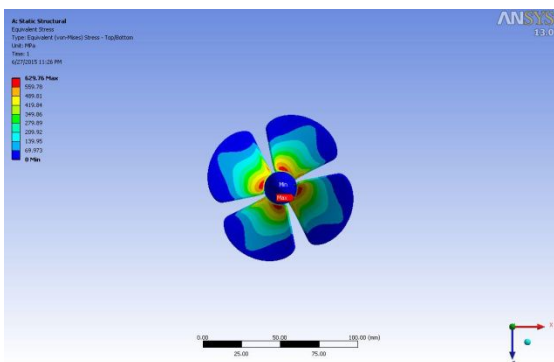 A: Static Structural
Equivalent Stress
Type: Equivalent (von-Mises) Stress - Top/Bottom
Unit: MPa
Time: 1
6/27/2015 11:26 PM
629.76 Max
559.78
489.81
419.84
349.86
279.89
209.92
139.95
69.973
0 Min
ANSYS
13.0
Min
Max
0.00 50.00 100.00 (mm)
25.00 75.00
X